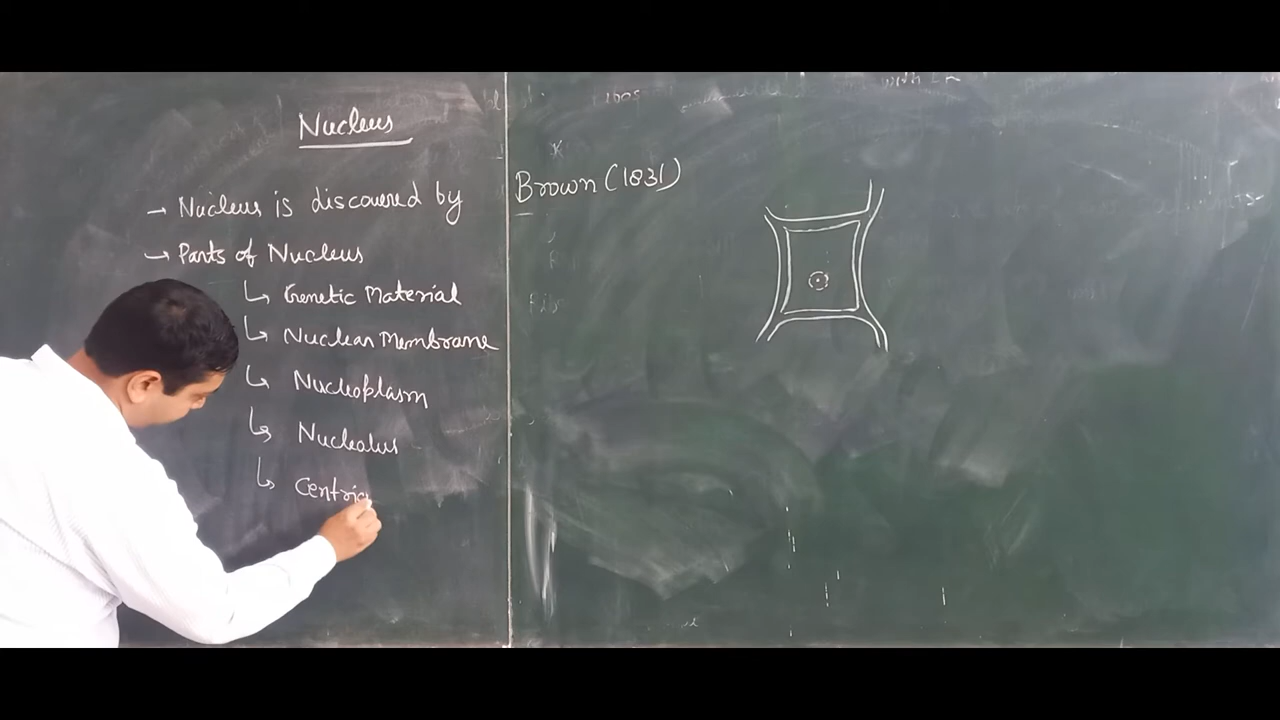 Nucleus
→ Nucleus is discovered by Brown (1831)
→ Parts of Nucleus
↳ Genetic Material
↳ Nuclear Membrane
↳ Nucleoplasm
↳ Nucleolus
↳ Centrio